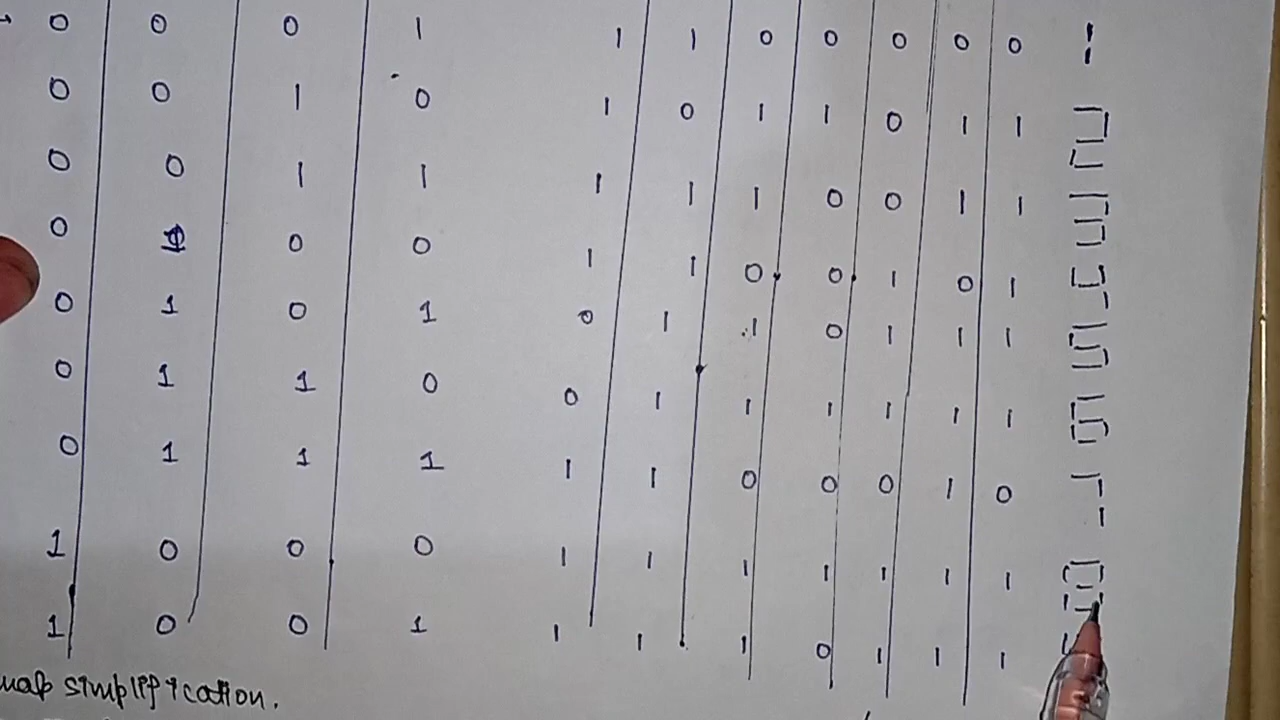 0 0 0 1 1 1 0 0 0 0 0
0 0 1 0 1 0 1 1 0 1 1
0 0 1 1 1 1 1 0 0 1 1
0 0 0 1 1 0 0 1 0 1
0 1 0 1 0 1 1 0 1 1 1
0 1 1 0 0 1 1 1 1 1 1
0 1 1 1 1 1 0 0 0 1 0
1 0 0 0 1 1 1 1 1 1 1
1 0 0 1 1 1 1 0 1 1 1
map simplification.